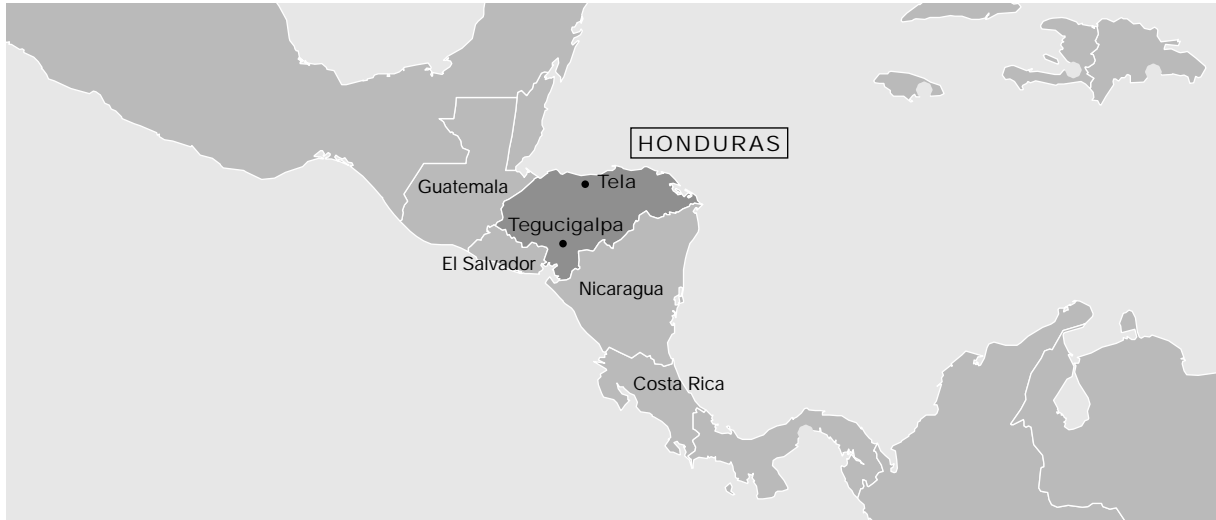 HONDURAS
Guatemala
Tela
Tegucigalpa
El Salvador
Nicaragua
Costa Rica